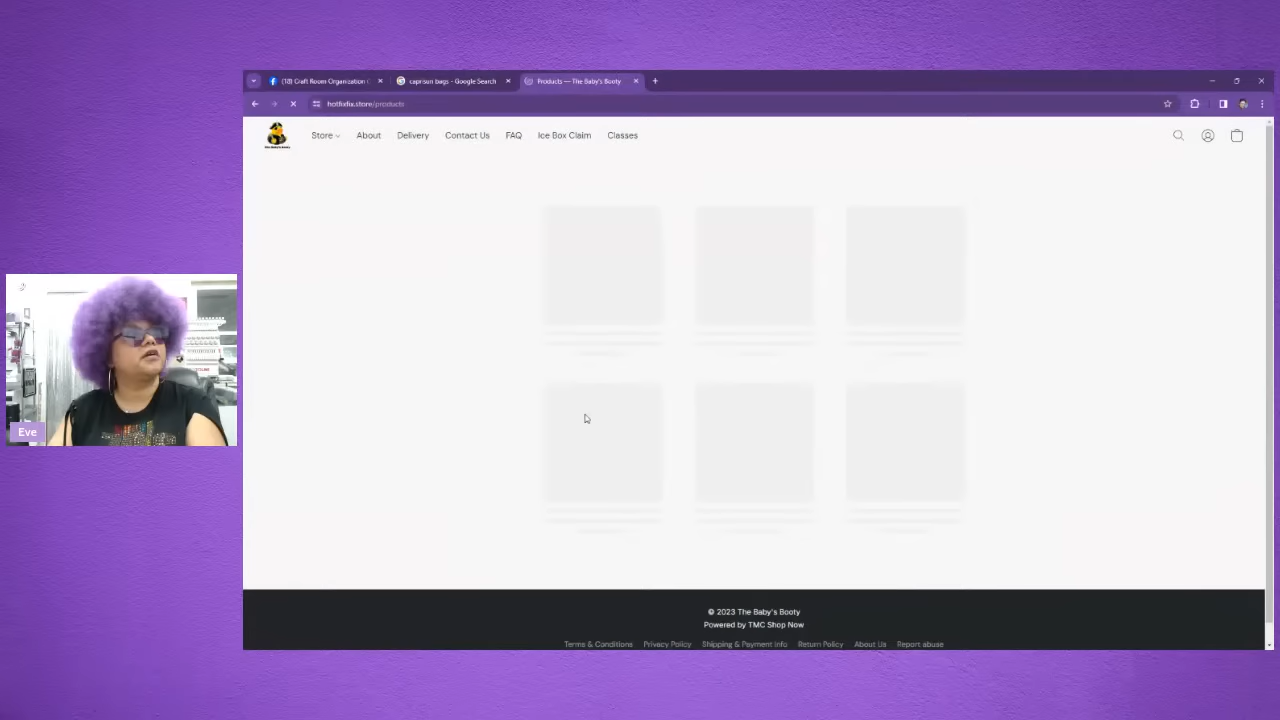 (18) Craft Room Organization
caprisun bags - Google Search
Products — The Baby's Booty
hotfixfix.store/products
Store
About
Delivery
Contact Us
FAQ
Ice Box Claim
Classes
Eve
© 2023 The Baby's Booty
Powered by TMC Shop Now
Terms & Conditions
Privacy Policy
Shipping & Payment Info
Return Policy
About Us
Report abuse